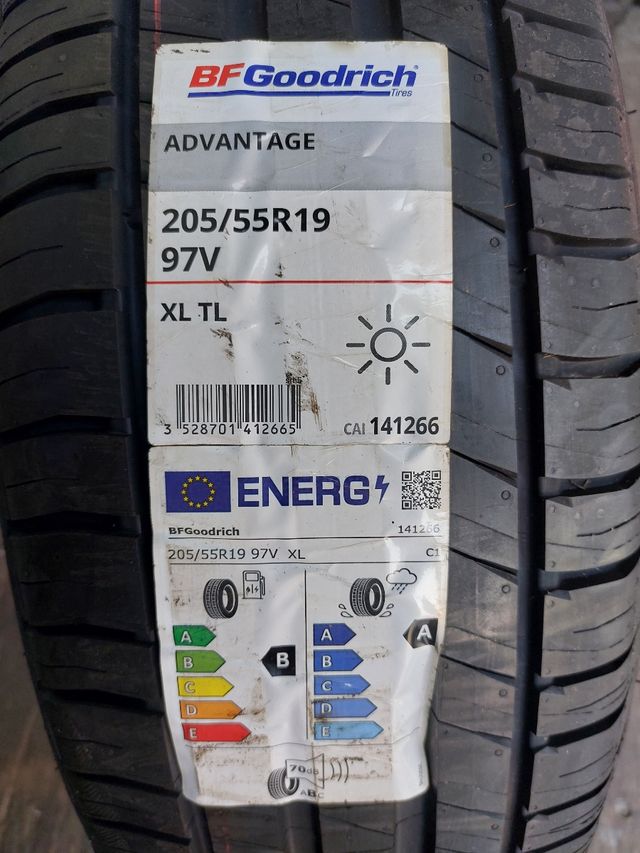 BFGoodrich
Tires
ADVANTAGE
205/55R19
97V
XL TL
3 528701 412665
CAI 141266
ENERG
BFGoodrich 141266
205/55R19 97V XL C1
A A A
B B B
C C
D D
E E
70dB
ABC